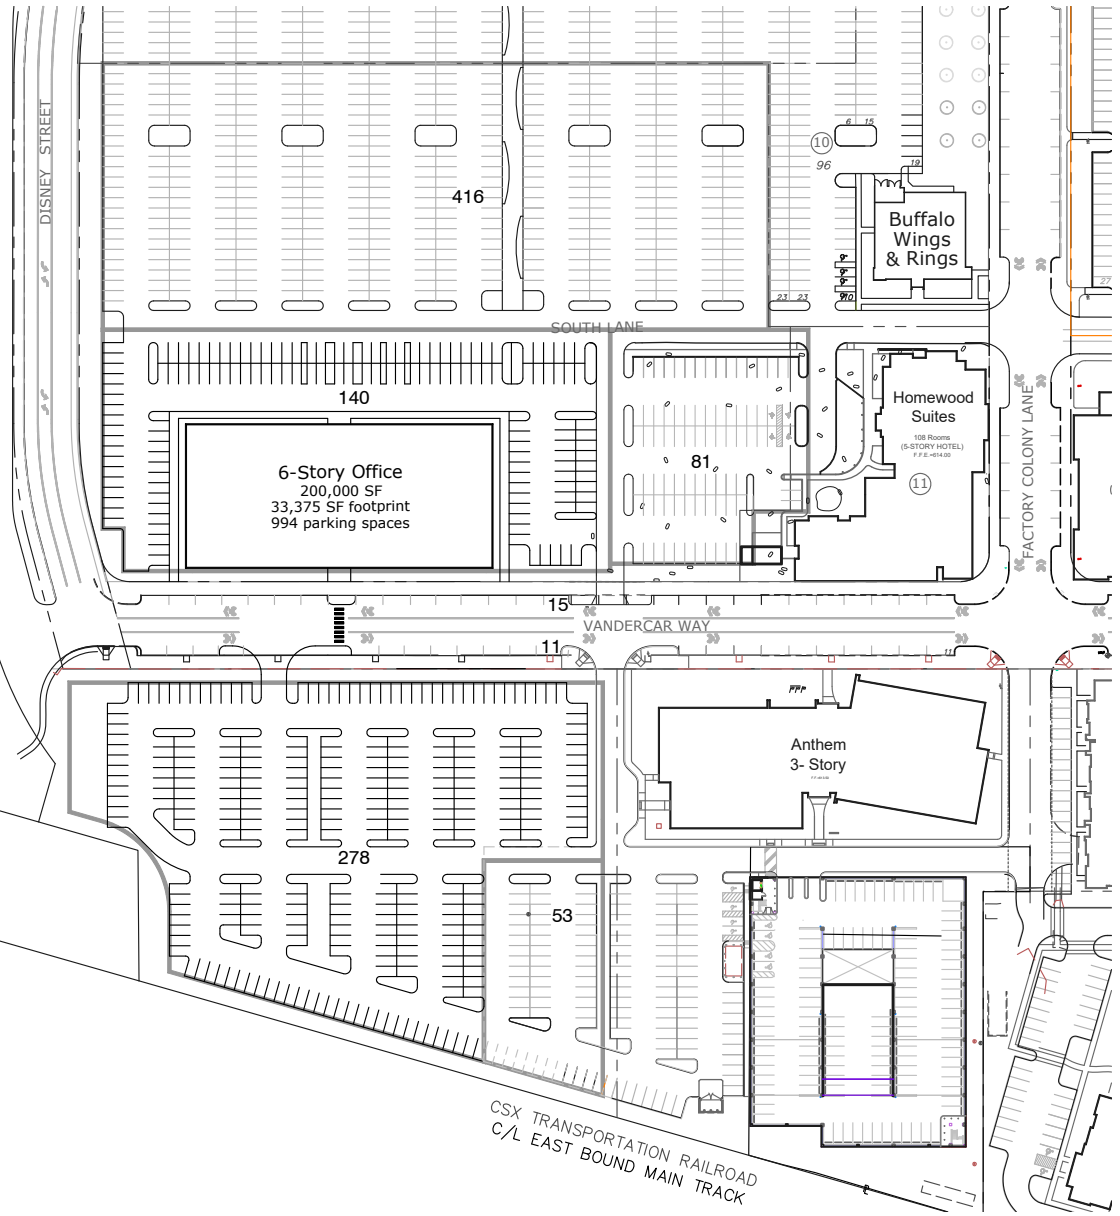 DISNEY STREET
416
6 15
10
96
19
Buffalo
Wings
& Rings
23 23
27
SOUTH LANE
140
6-Story Office
200,000 SF
33,375 SF footprint
994 parking spaces
81
Homewood
Suites
108 Rooms
(5-STORY HOTEL)
F.F.E.=614.00
11
FACTORY COLONY LANE
15
VANDERCAR WAY
11
11
Anthem
3- Story
278
53
CSX TRANSPORTATION RAILROAD
C/L EAST BOUND MAIN TRACK